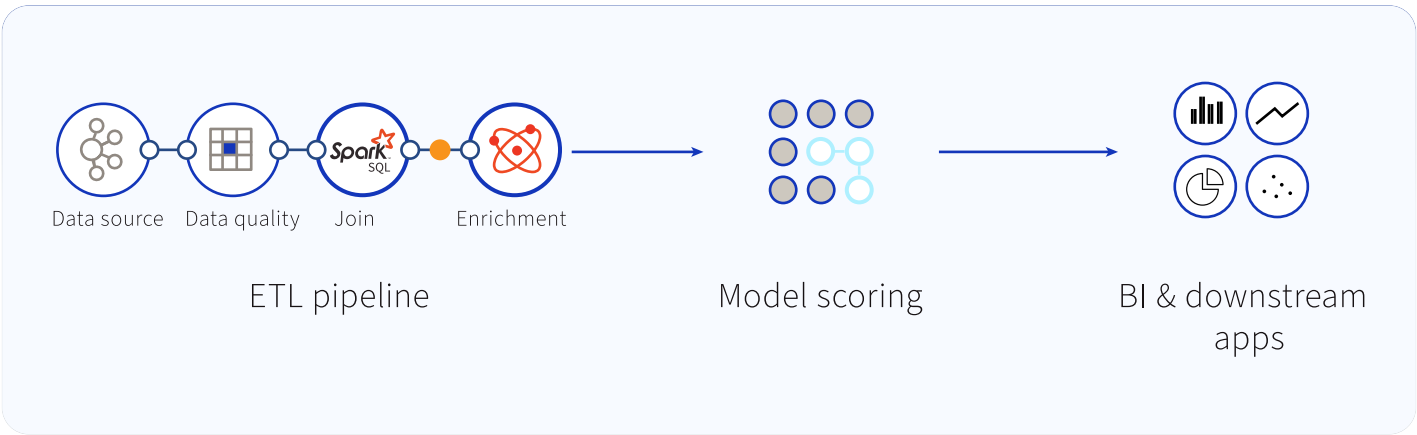 Spark
SQL
Data source
Data quality
Join
Enrichment
ETL pipeline
Model scoring
BI & downstream
apps